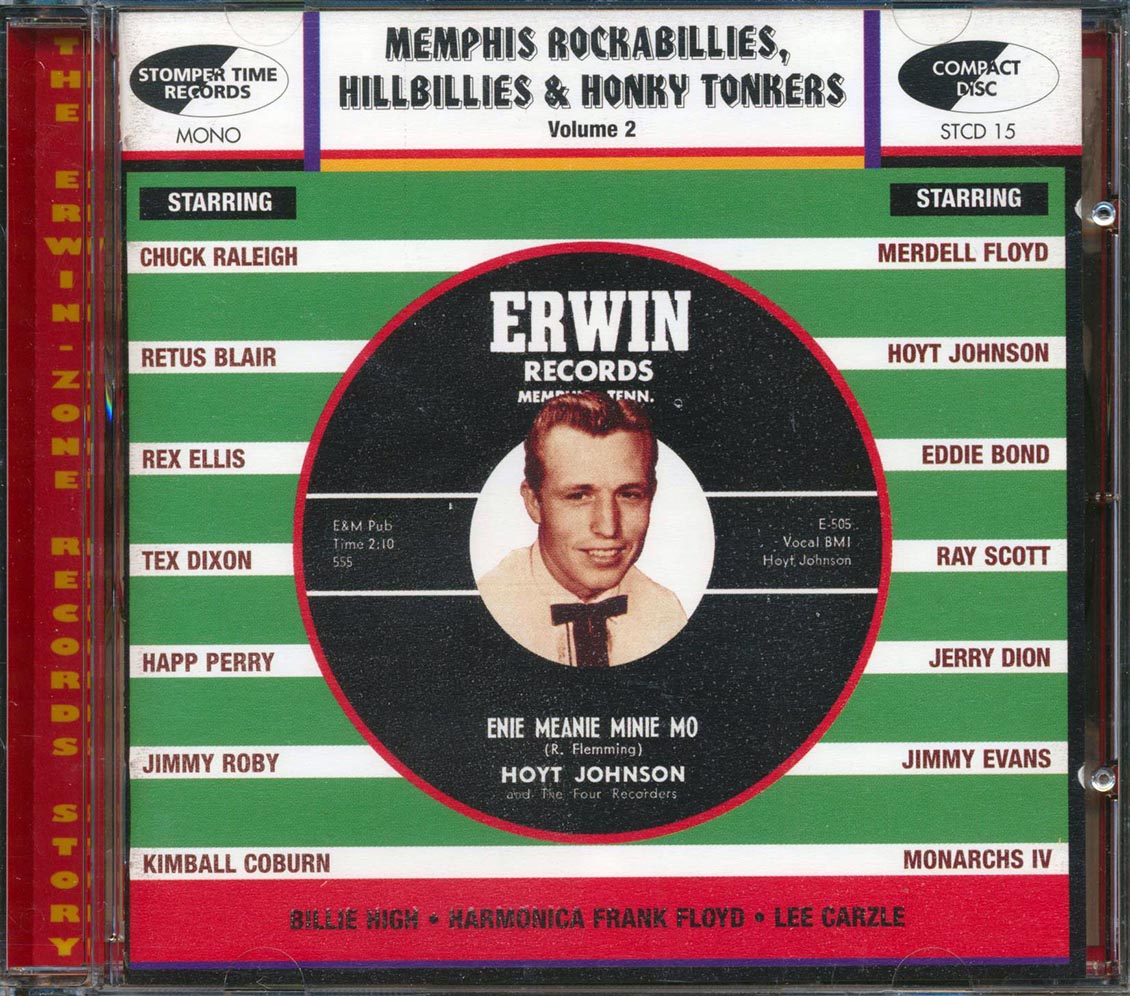 THE ERWIN-ZONE RECORDS STORY
STOMPER TIME
RECORDS
MONO
MEMPHIS ROCKABILLIES,
HILLBILLIES & HONKY TONKERS
Volume 2
COMPACT
DISC
STCD 15
STARRING
CHUCK RALEIGH
RETUS BLAIR
REX ELLIS
TEX DIXON
HAPP PERRY
JIMMY ROBY
KIMBALL COBURN
ERWIN
RECORDS
TENN.
E&M Pub
Time 2:10
555
E-505
Vocal BMI
Hoyt Johnson
ENIE MEANIE MINIE MO
(R. Flemming)
HOYT JOHNSON
and The Four Recorders
STARRING
MERDELL FLOYD
HOYT JOHNSON
EDDIE BOND
RAY SCOTT
JERRY DION
JIMMY EVANS
MONARCHS IV
BILLIE HIGH • HARMONICA FRANK FLOYD • LEE CARZLE